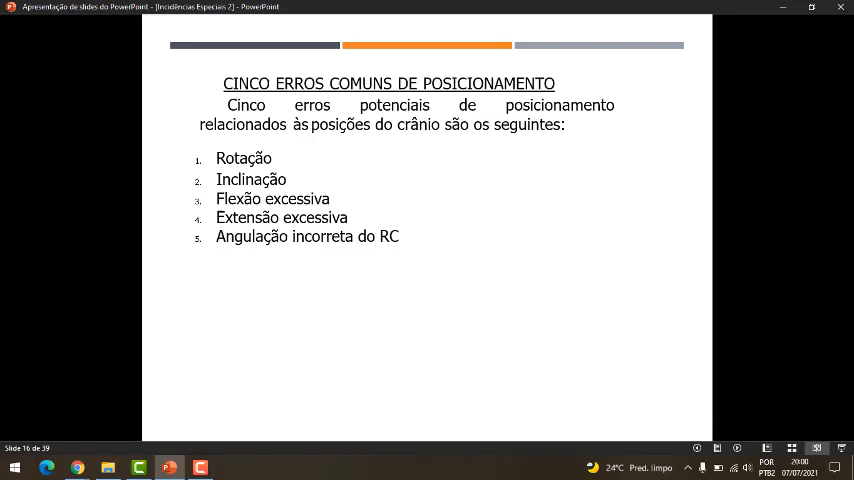 Apresentação de slides do PowerPoint - [Incidências Especiais 2] - PowerPoint
CINCO ERROS COMUNS DE POSICIONAMENTO
Cinco erros potenciais de posicionamento
relacionados às posições do crânio são os seguintes:
1. Rotação
2. Inclinação
3. Flexão excessiva
4. Extensão excessiva
5. Angulação incorreta do RC
Slide 16 de 39
24°C Pred. limpo
POR
PTB2
20:00
07/07/2021